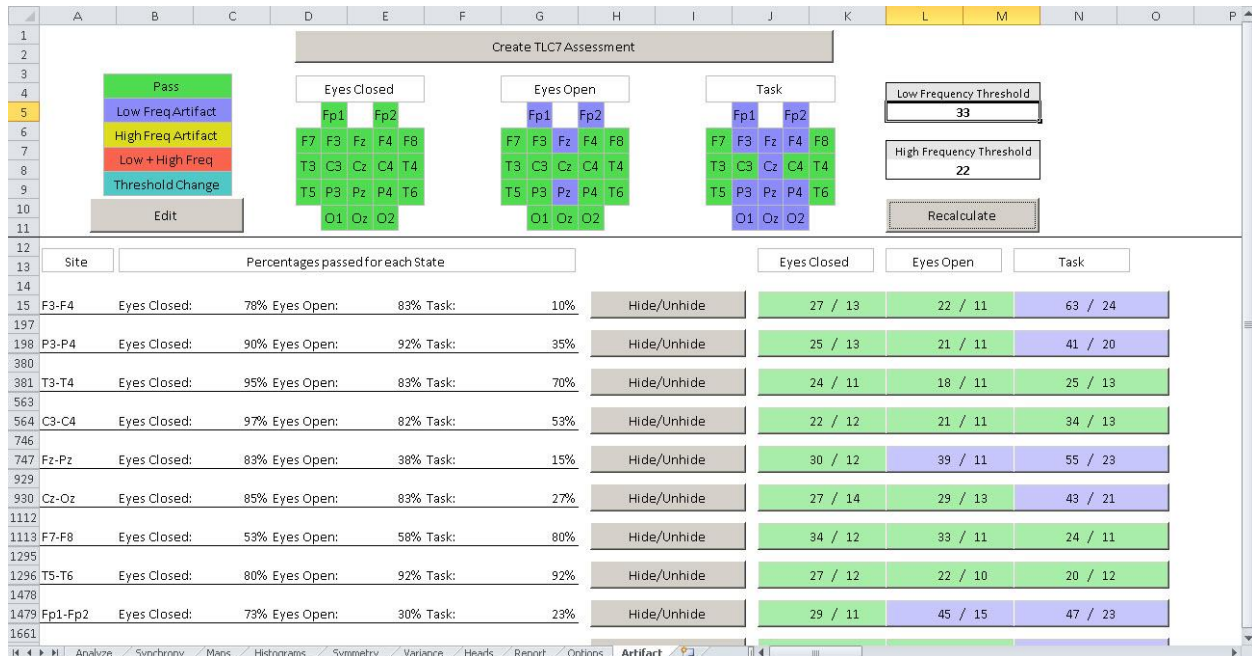 A B C D E F G H I J K L M N O P
1
2 Create TLC7 Assessment
3
4 Pass Eyes Closed Eyes Open Task Low Frequency Threshold
5 Low Freq Artifact Fp1 Fp2 Fp1 Fp2 Fp1 Fp2 33
6 High Freq Artifact F7 F3 Fz F4 F8 F7 F3 Fz F4 F8 F7 F3 Fz F4 F8
7 High Frequency Threshold
8 Low + High Freq T3 C3 Cz C4 T4 T3 C3 Cz C4 T4 T3 C3 Cz C4 T4 22
9 Threshold Change T5 P3 Pz P4 T6 T5 P3 Pz P4 T6 T5 P3 Pz P4 T6
10 Edit O1 Oz O2 O1 Oz O2 O1 Oz O2 Recalculate
11
12
13 Site Percentages passed for each State Eyes Closed Eyes Open Task
14
15 F3-F4 Eyes Closed: 78% Eyes Open: 83% Task: 10% Hide/Unhide 27 / 13 22 / 11 63 / 24
197
198 P3-P4 Eyes Closed: 90% Eyes Open: 92% Task: 35% Hide/Unhide 25 / 13 21 / 11 41 / 20
380
381 T3-T4 Eyes Closed: 95% Eyes Open: 83% Task: 70% Hide/Unhide 24 / 11 18 / 11 25 / 13
563
564 C3-C4 Eyes Closed: 97% Eyes Open: 82% Task: 53% Hide/Unhide 22 / 12 21 / 11 34 / 13
746
747 Fz-Pz Eyes Closed: 83% Eyes Open: 38% Task: 15% Hide/Unhide 30 / 12 39 / 11 55 / 23
929
930 Cz-Oz Eyes Closed: 85% Eyes Open: 83% Task: 27% Hide/Unhide 27 / 14 29 / 13 43 / 21
1112
1113 F7-F8 Eyes Closed: 53% Eyes Open: 58% Task: 80% Hide/Unhide 34 / 12 33 / 11 24 / 11
1295
1296 T5-T6 Eyes Closed: 80% Eyes Open: 92% Task: 92% Hide/Unhide 27 / 12 22 / 10 20 / 12
1478
1479 Fp1-Fp2 Eyes Closed: 73% Eyes Open: 30% Task: 23% Hide/Unhide 29 / 11 45 / 15 47 / 23
1661
Analyze Synchrony Maps Histograms Symmetry Variance Heads Report Options Artifact